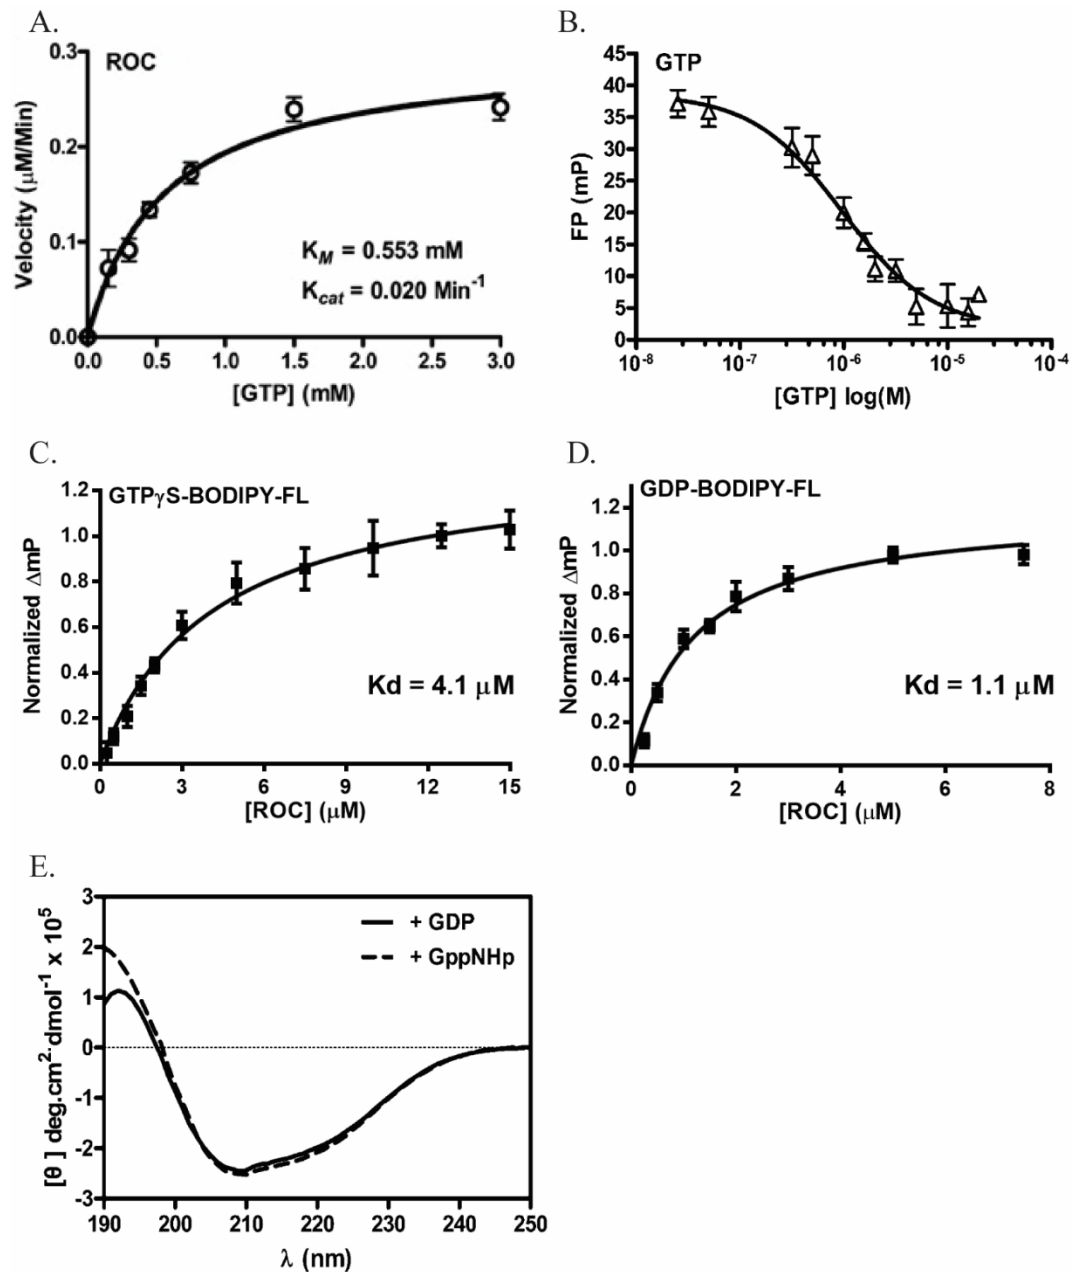 A.
ROC
Velocity (μM/Min)
0.3
0.2
0.1
0.0
K_M = 0.553 mM
K_cat = 0.020 Min⁻¹
0.0 0.5 1.0 1.5 2.0 2.5 3.0
[GTP] (mM)
B.
GTP
FP (mP)
45
40
35
30
25
20
15
10
5
0
10⁻⁸ 10⁻⁷ 10⁻⁶ 10⁻⁵ 10⁻⁴
[GTP] log(M)
C.
GTPγS-BODIPY-FL
Normalized ΔmP
1.2
1.0
0.8
0.6
0.4
0.2
0.0
Kd = 4.1 μM
0 3 6 9 12 15
[ROC] (μM)
D.
GDP-BODIPY-FL
Normalized ΔmP
1.2
1.0
0.8
0.6
0.4
0.2
0.0
Kd = 1.1 μM
0 2 4 6 8
[ROC] (μM)
E.
[θ] deg.cm²·dmol⁻¹ x 10⁵
3
2
1
0
-1
-2
-3
+ GDP
+ GppNHp
190 200 210 220 230 240 250
λ (nm)